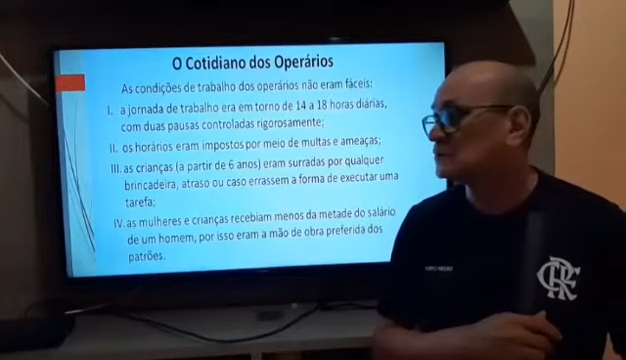 O Cotidiano dos Operários
As condições de trabalho dos operários não eram fáceis:
I. a jornada de trabalho era em torno de 14 a 18 horas diárias,
com duas pausas controladas rigorosamente;
II. os horários eram impostos por meio de multas e ameaças;
III. as crianças (a partir de 6 anos) eram surradas por qualquer
brincadeira, atraso ou caso errassem a forma de executar uma
tarefa;
IV. as mulheres e crianças recebiam menos da metade do salário
de um homem, por isso eram a mão de obra preferida dos
patrões.